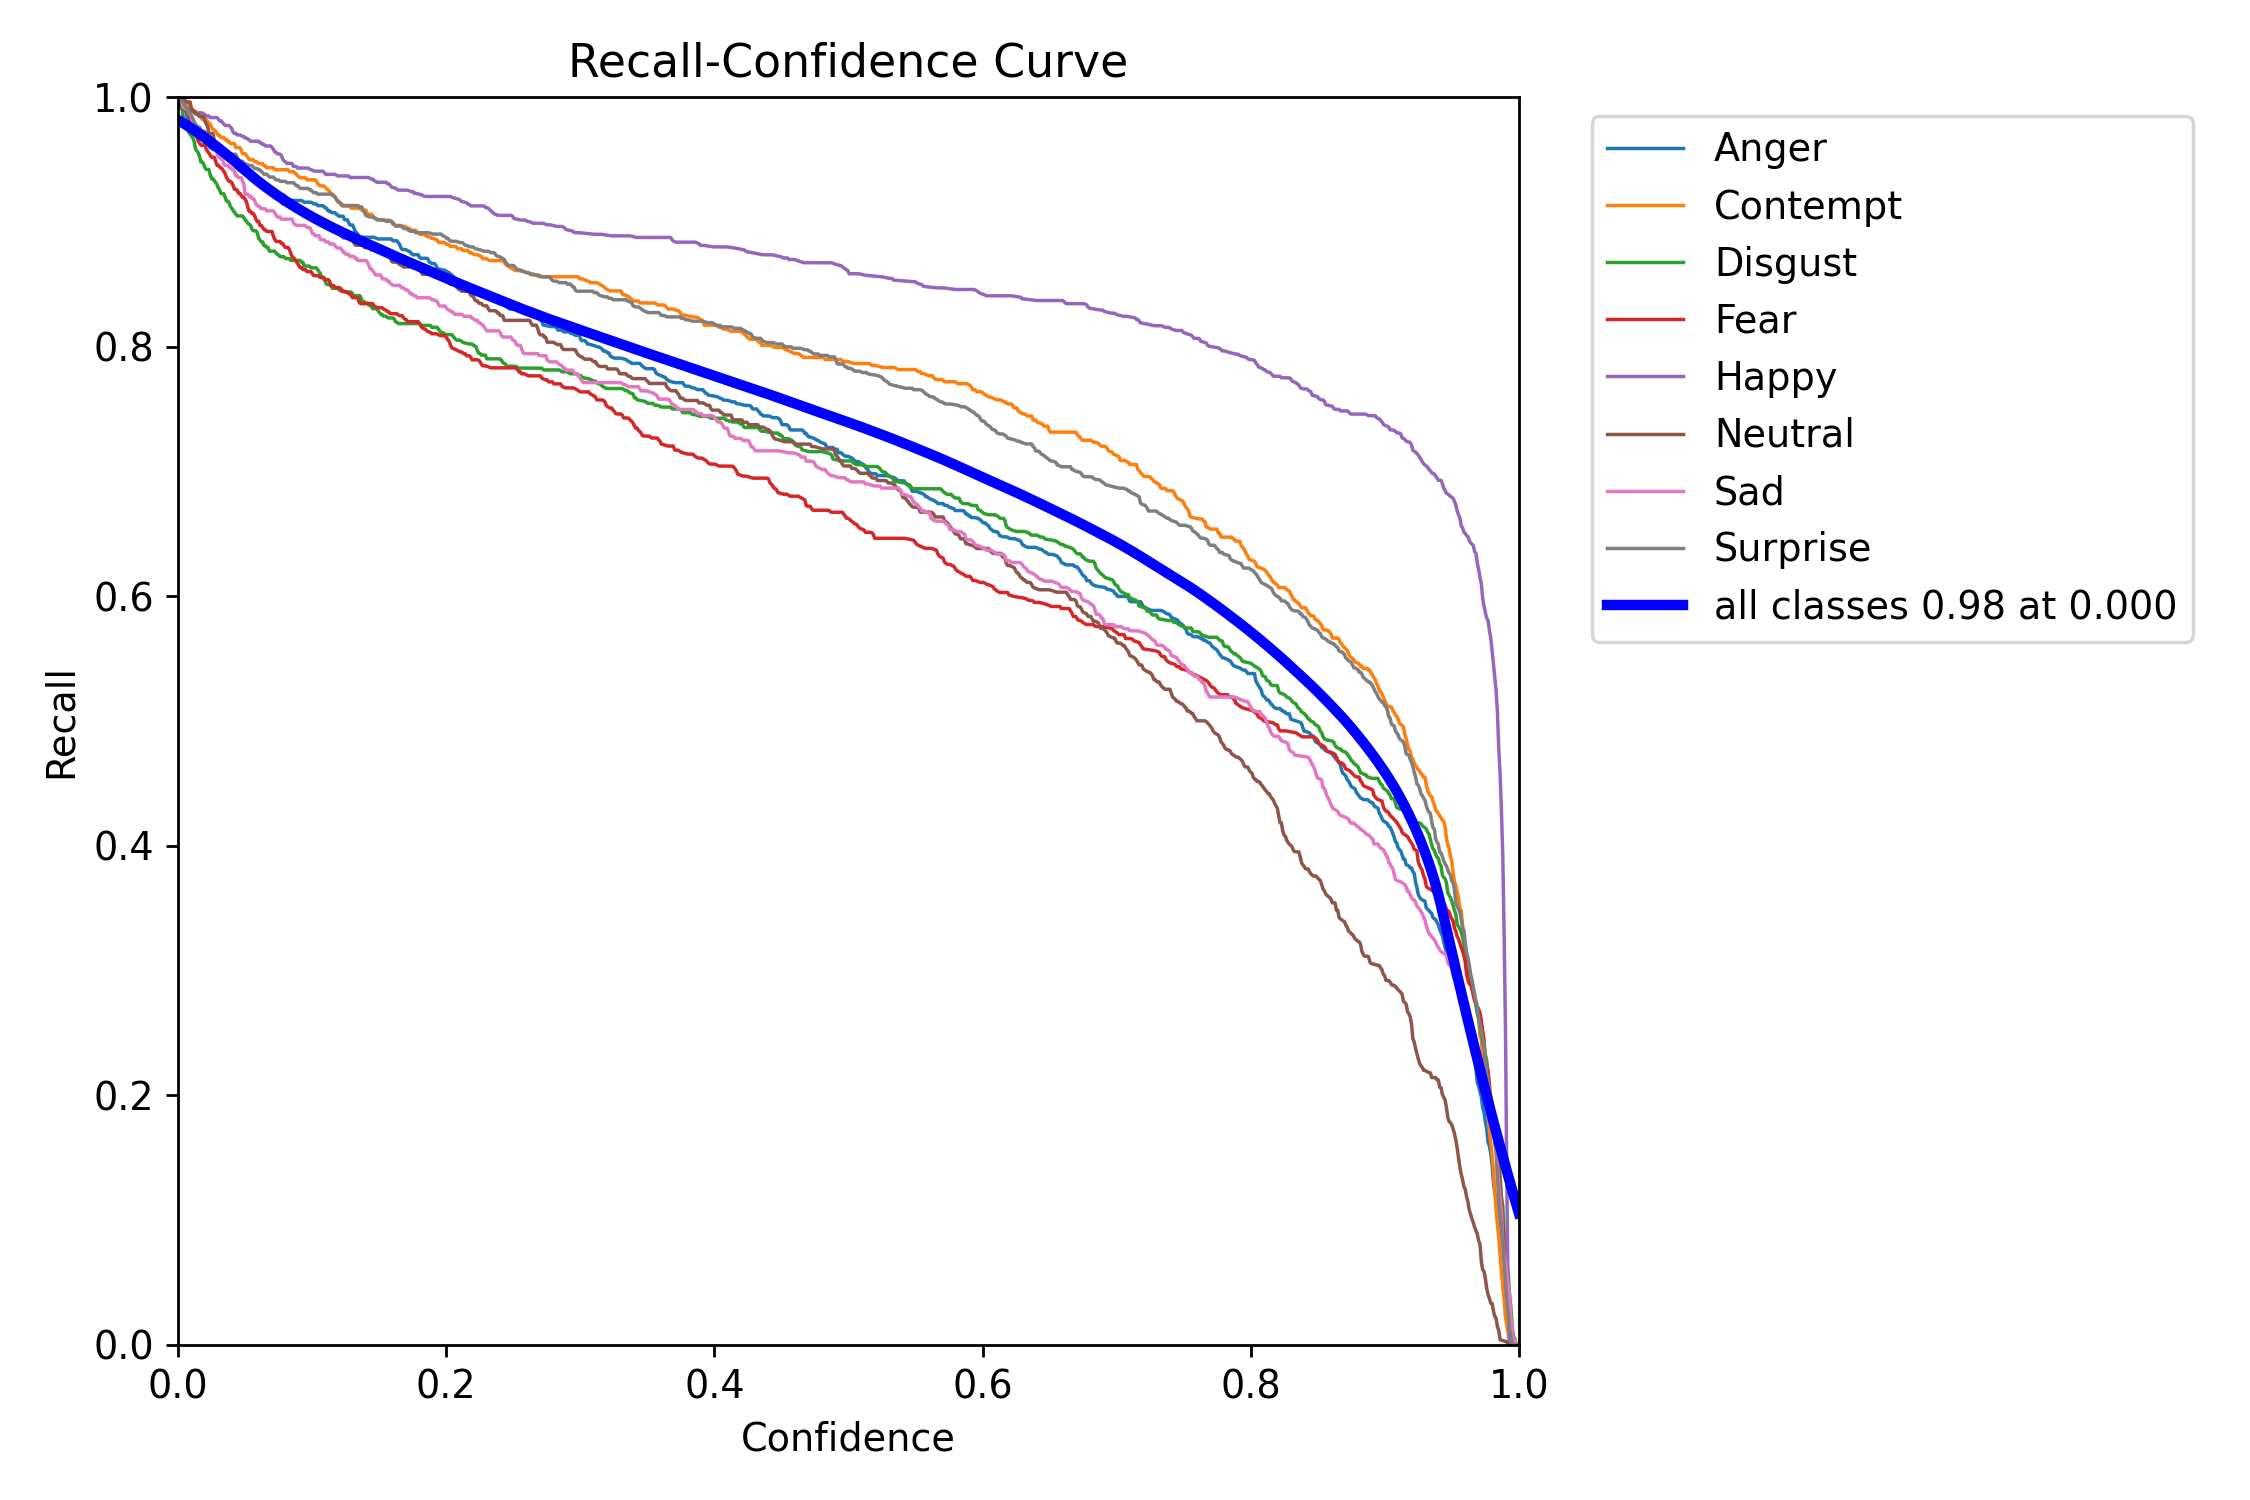 Recall-Confidence Curve
1.0
0.8
0.6
0.4
0.2
0.0
Recall
0.0 0.2 0.4 0.6 0.8 1.0
Confidence
Anger
Contempt
Disgust
Fear
Happy
Neutral
Sad
Surprise
all classes 0.98 at 0.000